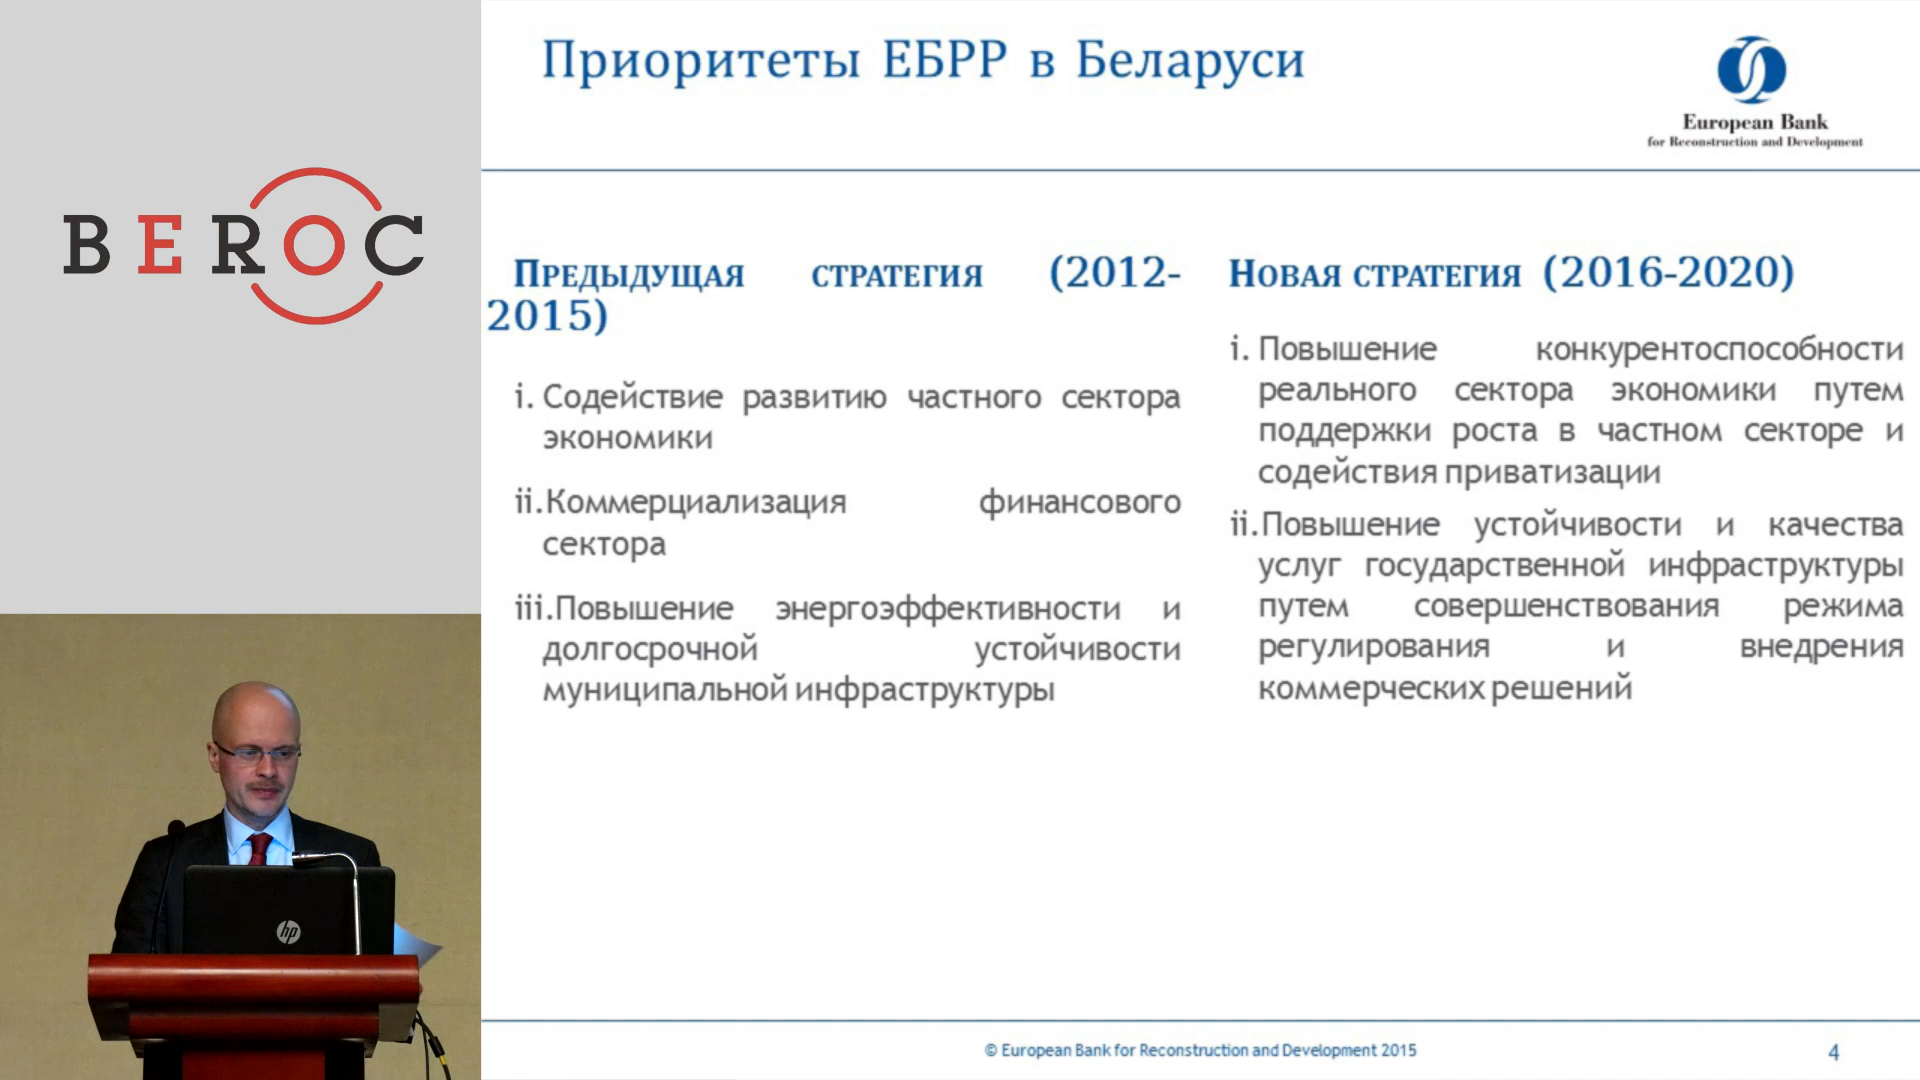 BEROC
Приоритеты ЕБРР в Беларуси
European Bank
for Reconstruction and Development
Предыдущая стратегия (2012-
2015)
i. Содействие развитию частного сектора
экономики
ii.Коммерциализация финансового
сектора
iii.Повышение энергоэффективности и
долгосрочной устойчивости
муниципальной инфраструктуры
Новая стратегия (2016-2020)
i. Повышение конкурентоспособности
реального сектора экономики путем
поддержки роста в частном секторе и
содействия приватизации
ii.Повышение устойчивости и качества
услуг государственной инфраструктуры
путем совершенствования режима
регулирования и внедрения
коммерческих решений
hp
© European Bank for Reconstruction and Development 2015
4